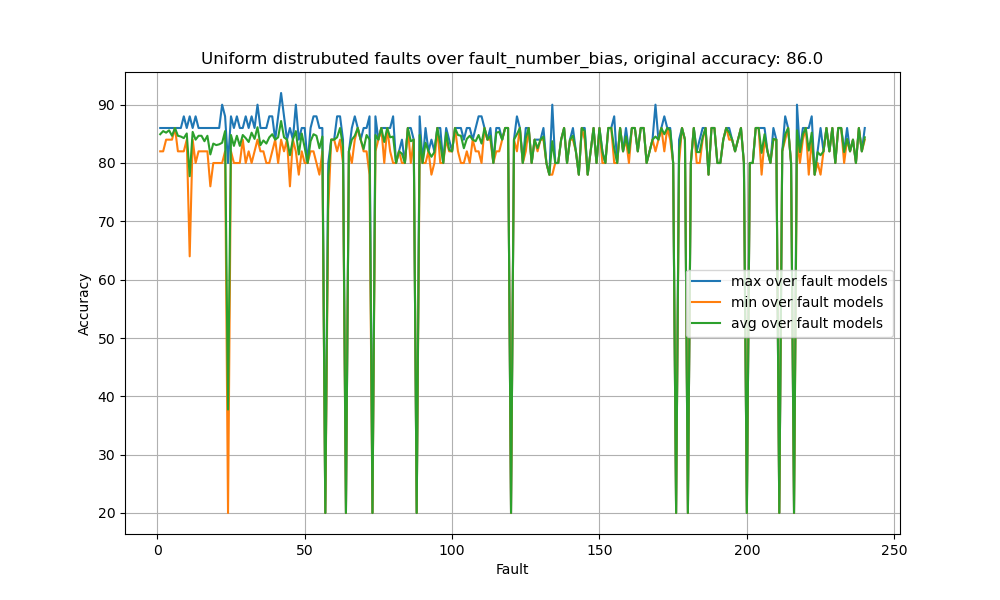 Uniform distrubuted faults over fault_number_bias, original accuracy: 86.0
90
80
70
60
50
40
30
20
Accuracy
max over fault models
min over fault models
avg over fault models
0 50 100 150 200 250
Fault